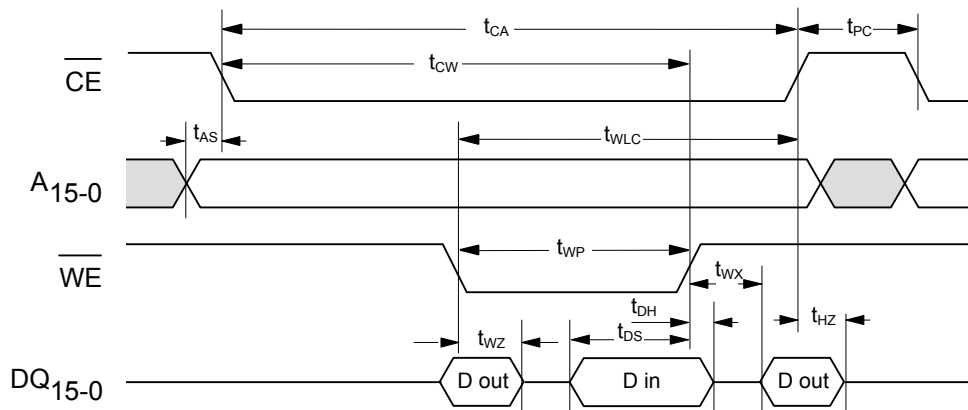 tCA
tPC
CE
tCW
tAS
tWLC
A15-0
WE
tWP
tWX
tDH
tHZ
tWZ
tDS
DQ15-0
D out
D in
D out